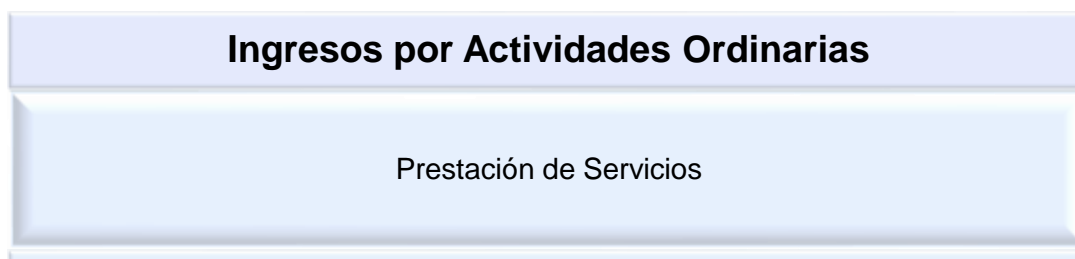 Ingresos por Actividades Ordinarias
Prestación de Servicios